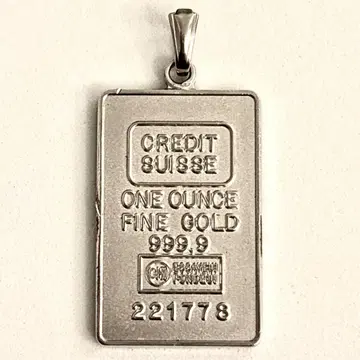 CREDIT
SUISSE
ONE OUNCE
FINE GOLD
999,9
221778